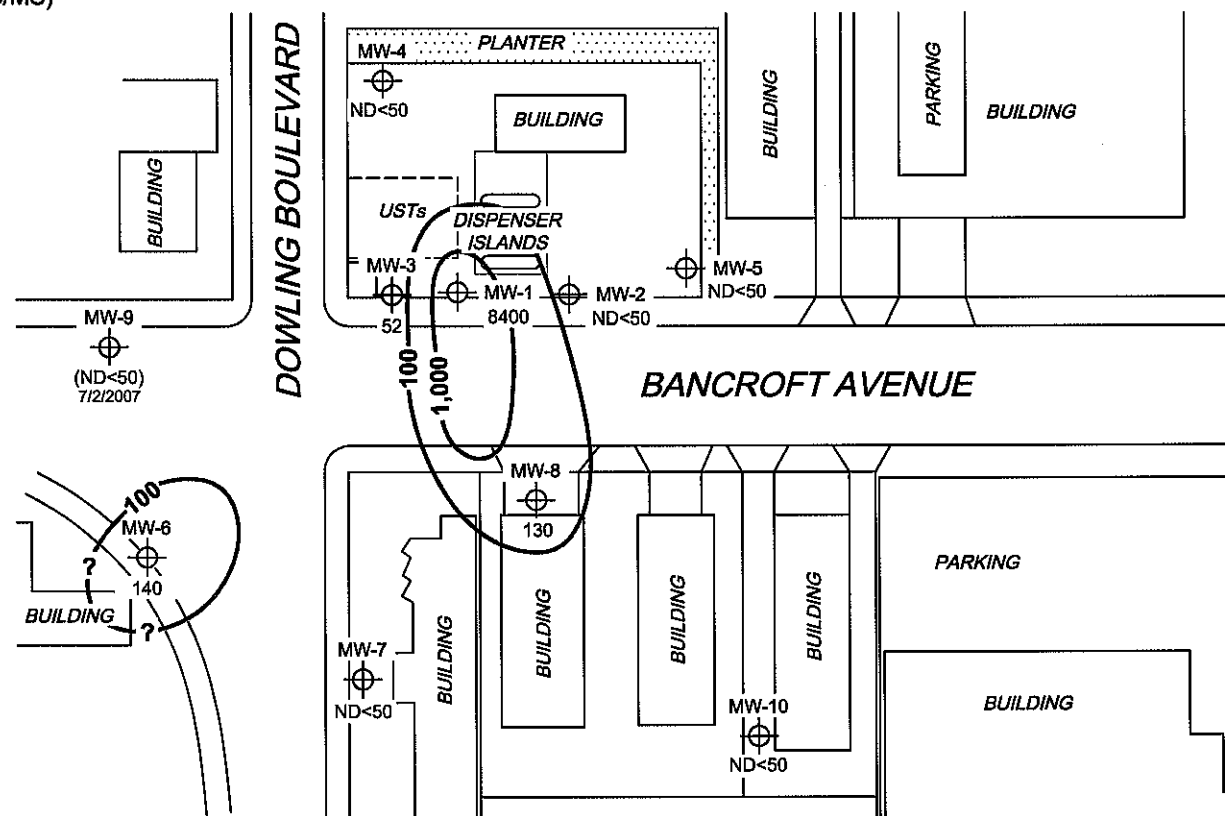 DOWLING BOULEVARD
PLANTER
MW-4
ND<50
BUILDING
BUILDING
PARKING
BUILDING
BUILDING
USTs
DISPENSER
ISLANDS
MW-3
52
MW-1
8400
MW-2
ND<50
MW-5
ND<50
MW-9
(ND<50)
7/2/2007
100
1,000
BANCROFT AVENUE
100
MW-6
140
?
?
BUILDING
MW-8
130
MW-7
ND<50
BUILDING
BUILDING
BUILDING
BUILDING
MW-10
ND<50
PARKING
BUILDING